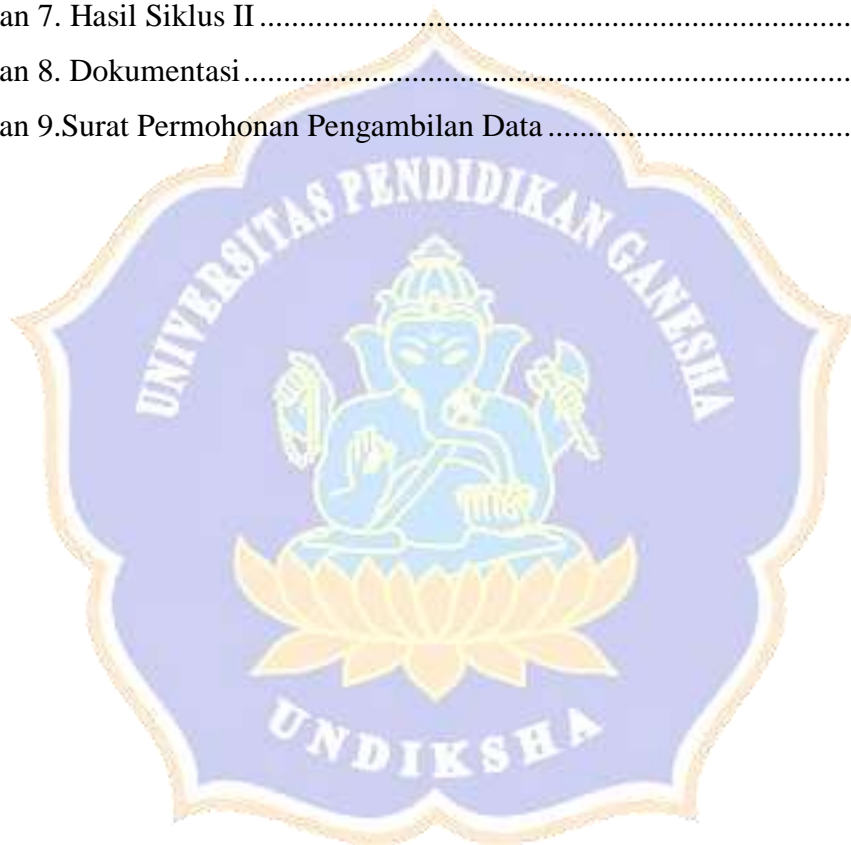 an 7. Hasil Siklus II ............................................................................
an 8. Dokumentasi ..............................................................................
an 9.Surat Permohonan Pengambilan Data ......................................
UNIVERSITAS PENDIDIKAN GANESHA
UNDIKSHA